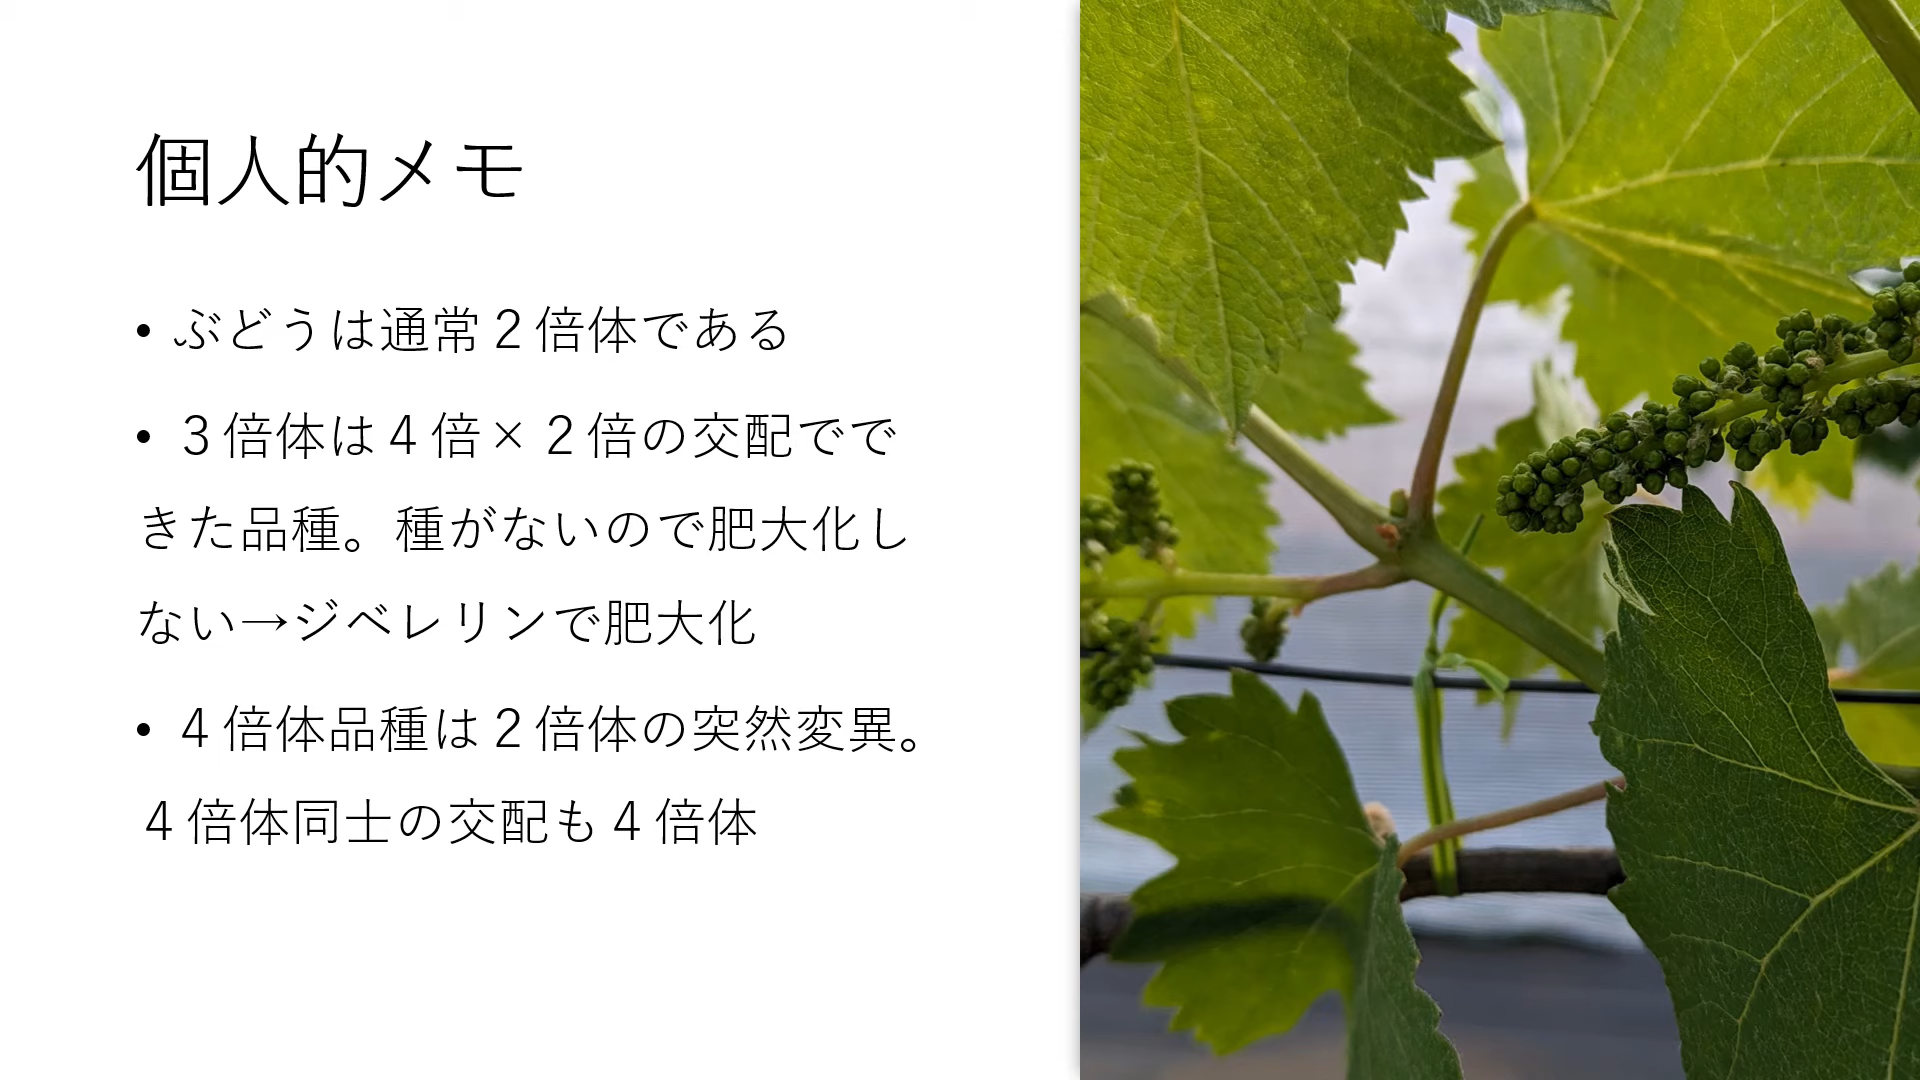 個人的メモ
• ぶどうは通常２倍体である
• ３倍体は４倍×２倍の交配でで
きた品種。種がないので肥大化し
ない→ジベレリンで肥大化
• ４倍体品種は２倍体の突然変異。
４倍体同士の交配も４倍体